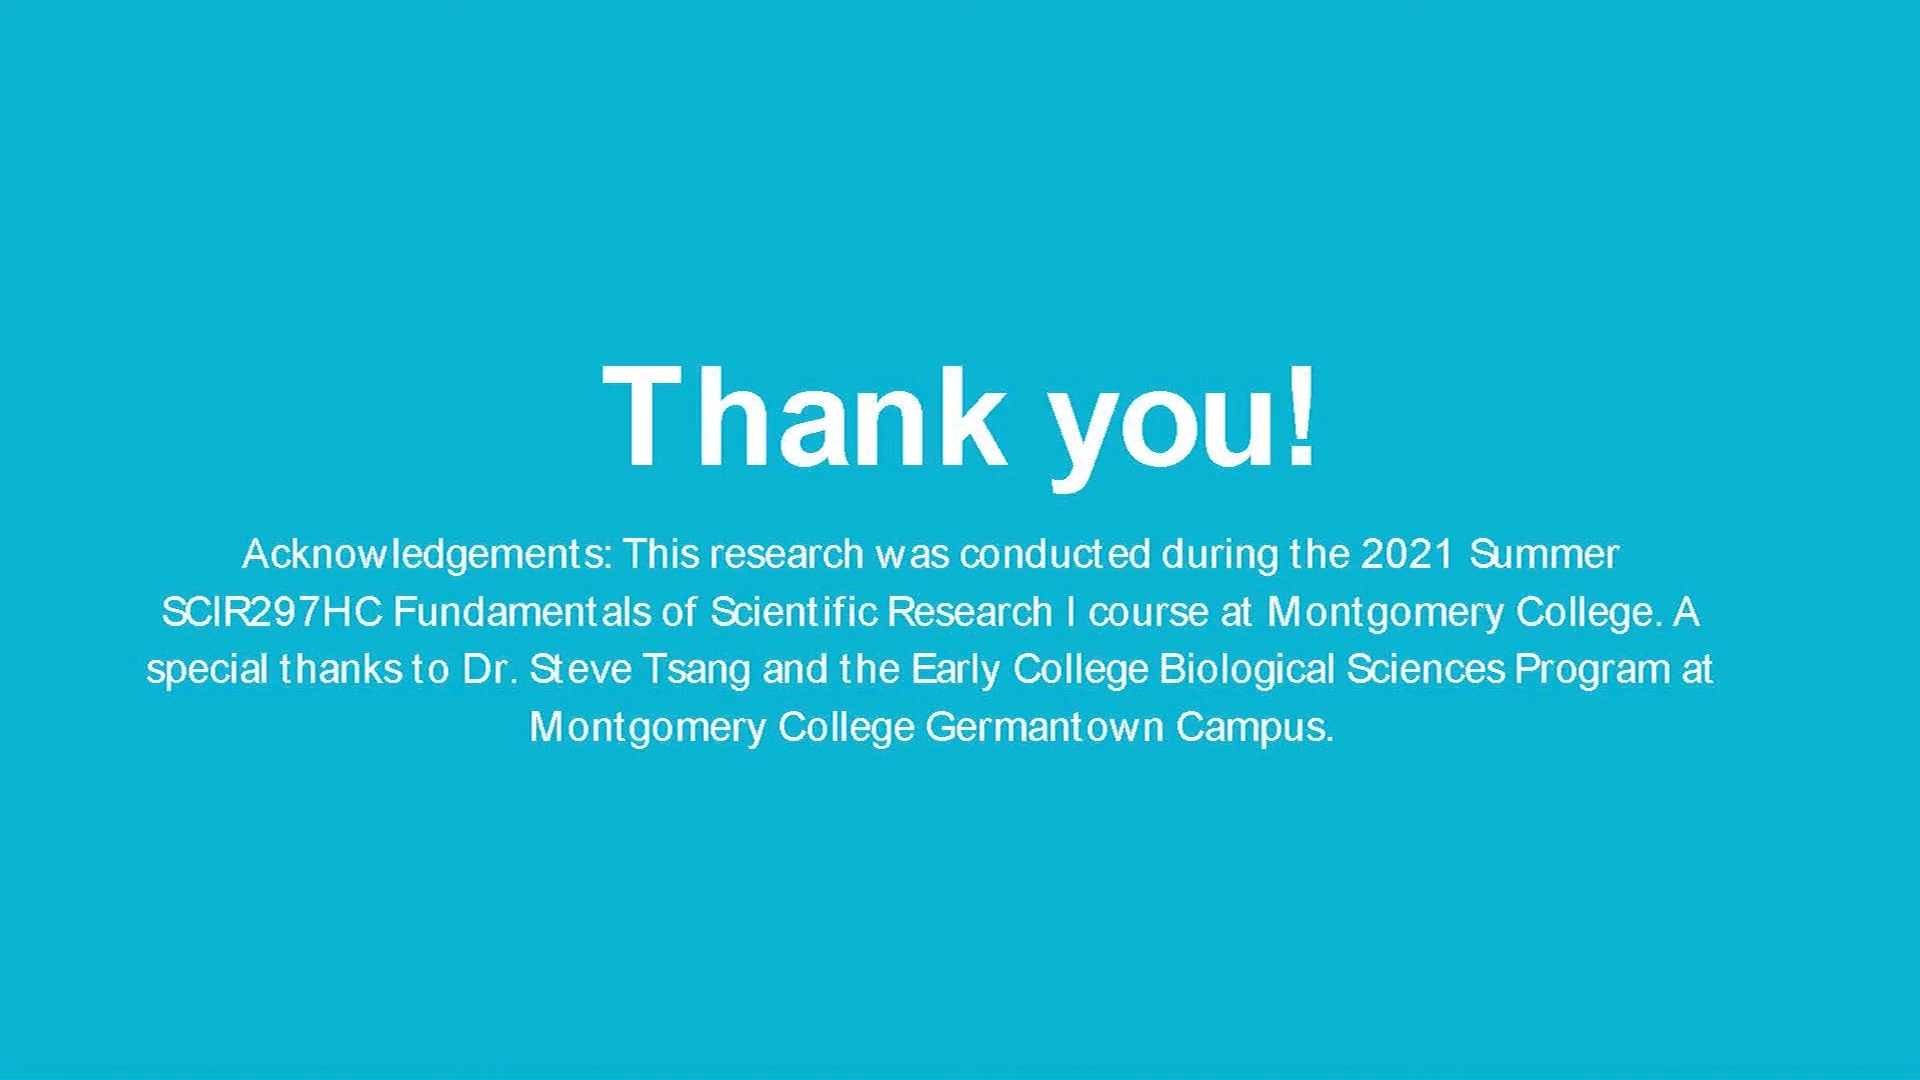 Thank you!
Acknowledgements: This research was conducted during the 2021 Summer
SCIR297HC Fundamentals of Scientific Research I course at Montgomery College. A
special thanks to Dr. Steve Tsang and the Early College Biological Sciences Program at
Montgomery College Germantown Campus.